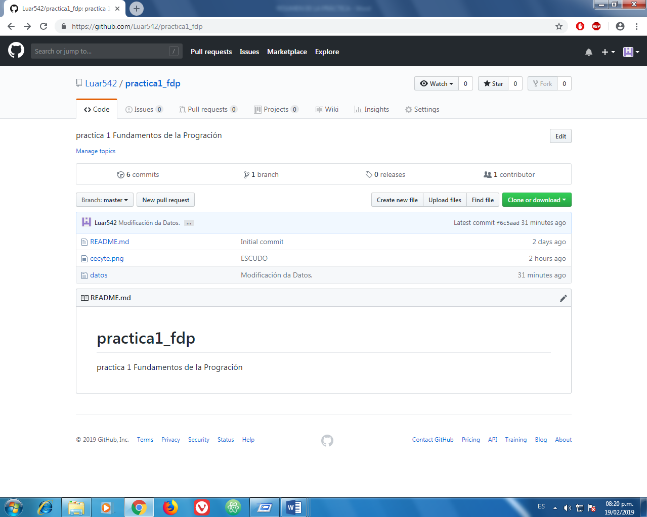 Luar542/practica1_fdp: practica
https://github.com/Luar542/practica1_fdp
Search or jump to...
/
Pull requests Issues Marketplace Explore
Luar542 / practica1_fdp
Watch 0 Star 0 Fork 0
Code Issues 0 Pull requests 0 Projects 0 Wiki Insights Settings
practica 1 Fundamentos de la Progración
Edit
Manage topics
6 commits 1 branch 0 releases 1 contributor
Branch: master New pull request Create new file Upload files Find file Clone or download
Luar542 Modificación da Datos. ... Latest commit 31 minutes ago
README.md Initial commit 2 days ago
cecyte.png ESCUDO 2 hours ago
datos Modificación da Datos. 31 minutes ago
README.md
practica1_fdp
practica 1 Fundamentos de la Progración
© 2019 GitHub, Inc. Terms Privacy Security Status Help Contact GitHub Pricing API Training Blog About
ES 08:20 p.m.
19/02/2019